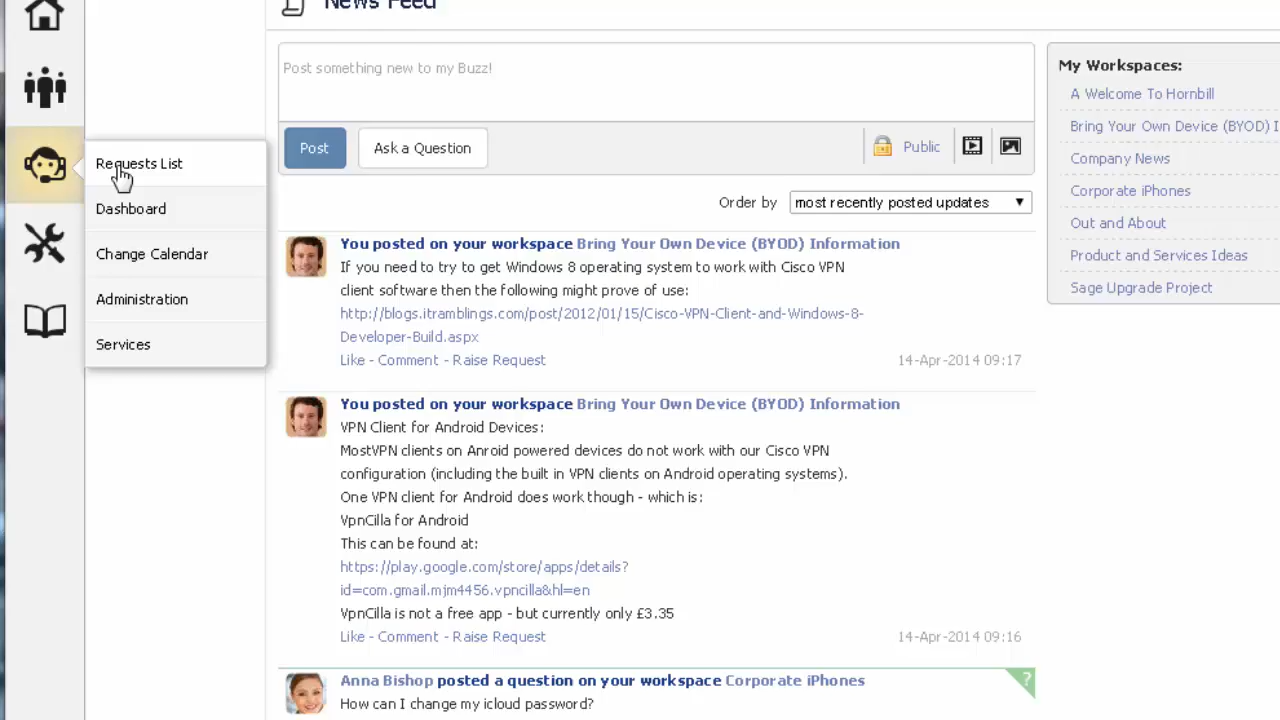 News Feed
Post something new to my Buzz!
Post
Ask a Question
Public
Order by
most recently posted updates
Requests List
Dashboard
Change Calendar
Administration
Services
You posted on your workspace Bring Your Own Device (BYOD) Information
If you need to try to get Windows 8 operating system to work with Cisco VPN
client software then the following might prove of use:
http://blogs.itramblings.com/post/2012/01/15/Cisco-VPN-Client-and-Windows-8-
Developer-Build.aspx
Like - Comment - Raise Request
14-Apr-2014 09:17
You posted on your workspace Bring Your Own Device (BYOD) Information
VPN Client for Android Devices:
MostVPN clients on Anroid powered devices do not work with our Cisco VPN
configuration (including the built in VPN clients on Android operating systems).
One VPN client for Android does work though - which is:
VpnCilla for Android
This can be found at:
https://play.google.com/store/apps/details?
id=com.gmail.mjm4456.vpncilla&hl=en
VpnCilla is not a free app - but currently only £3.35
Like - Comment - Raise Request
14-Apr-2014 09:16
Anna Bishop posted a question on your workspace Corporate iPhones
?
How can I change my icloud password?
My Workspaces:
A Welcome To Hornbill
Bring Your Own Device (BYOD) I
Company News
Corporate iPhones
Out and About
Product and Services Ideas
Sage Upgrade Project